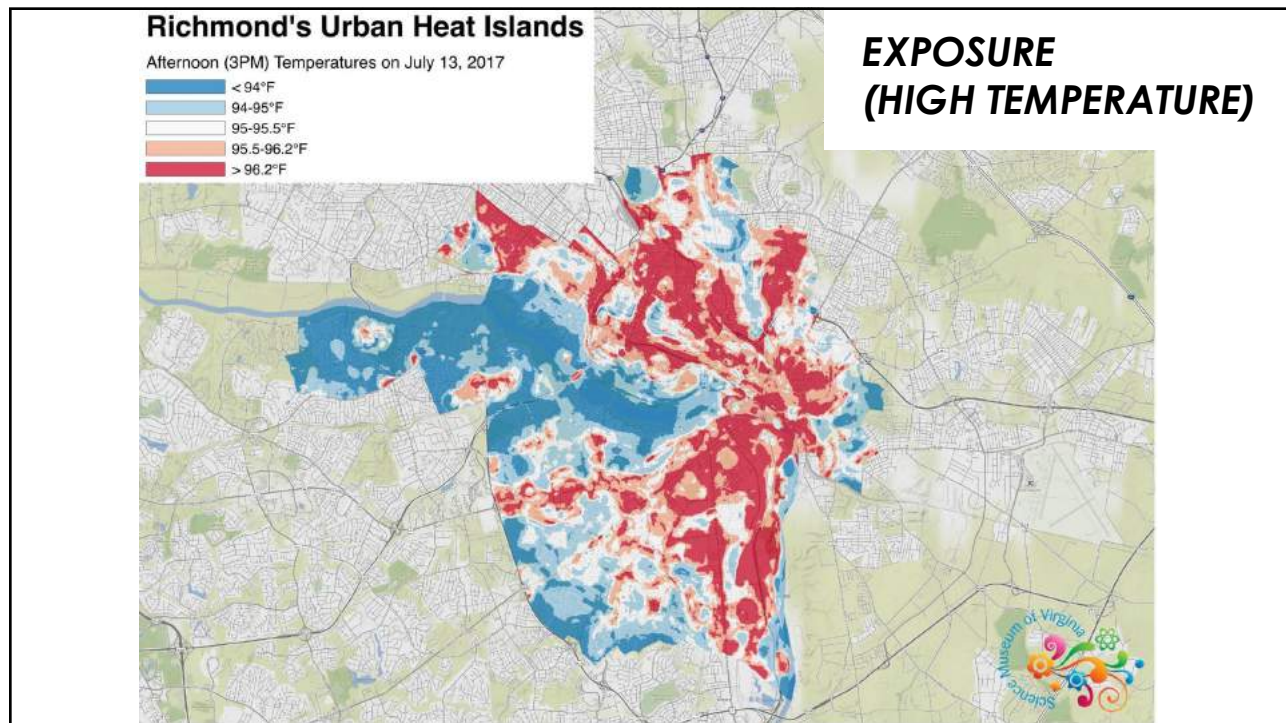 Richmond's Urban Heat Islands
Afternoon (3PM) Temperatures on July 13, 2017
< 94°F
94-95°F
95-95.5°F
95.5-96.2°F
> 96.2°F
EXPOSURE
(HIGH TEMPERATURE)
Science Museum of Virginia